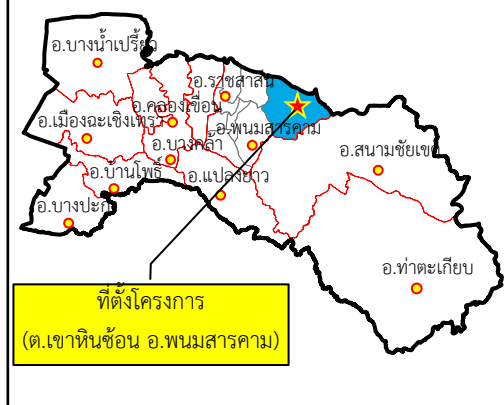 อ.บางน้ำเปรี้ยว
อ.ราชสาส์น
อ.คลองเขื่อน
อ.เมืองฉะเชิงเทรา
อ.พนมสารคาม
อ.บางคล้า
อ.สนามชัยเขต
อ.บ้านโพธิ์
อ.แปลงยาว
อ.บางปะกง
อ.ท่าตะเกียบ
ที่ตั้งโครงการ
(ต.เขาหินซ้อน อ.พนมสารคาม)